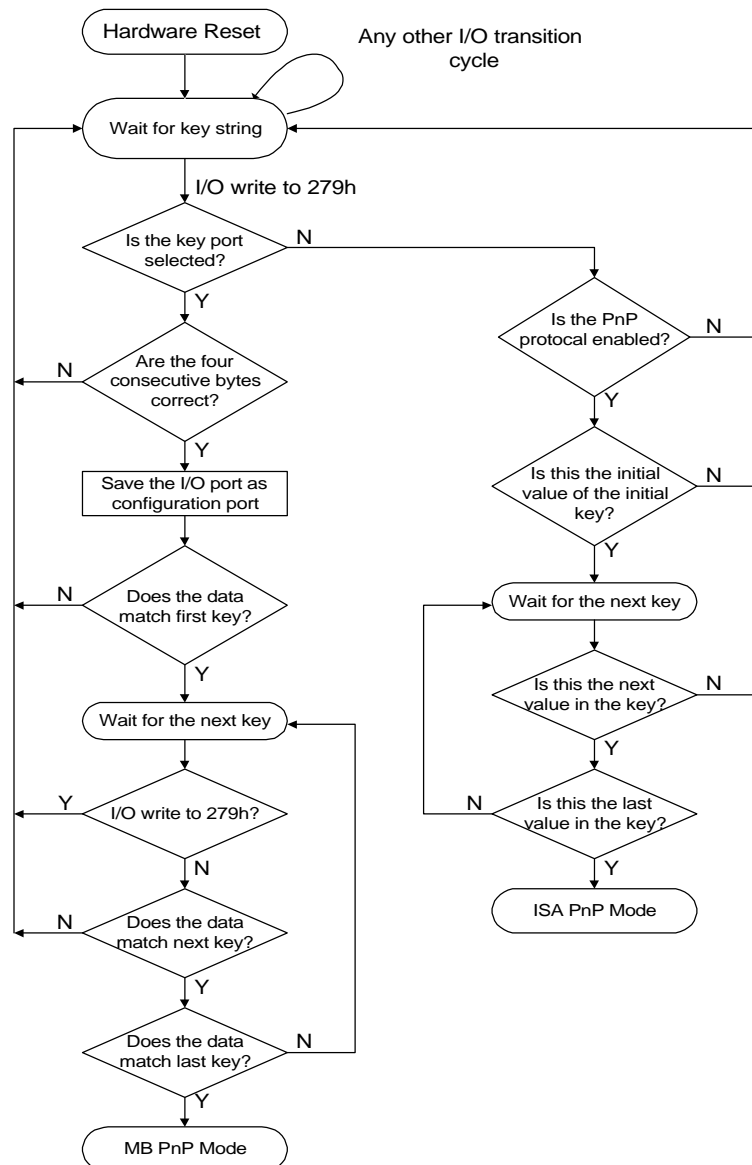 Hardware Reset
Any other I/O transition
cycle
Wait for key string
I/O write to 279h
Is the key port
selected?
N
Y
Is the PnP
protocal enabled?
N
Y
Are the four
consecutive bytes
correct?
N
Y
Save the I/O port as
configuration port
Is this the initial
value of the initial
key?
N
Y
Does the data
match first key?
N
Y
Wait for the next key
Wait for the next key
Is this the next
value in the key?
N
Y
I/O write to 279h?
Y
N
Is this the last
value in the key?
N
Y
Does the data
match next key?
N
Y
ISA PnP Mode
Does the data
match last key?
N
Y
MB PnP Mode